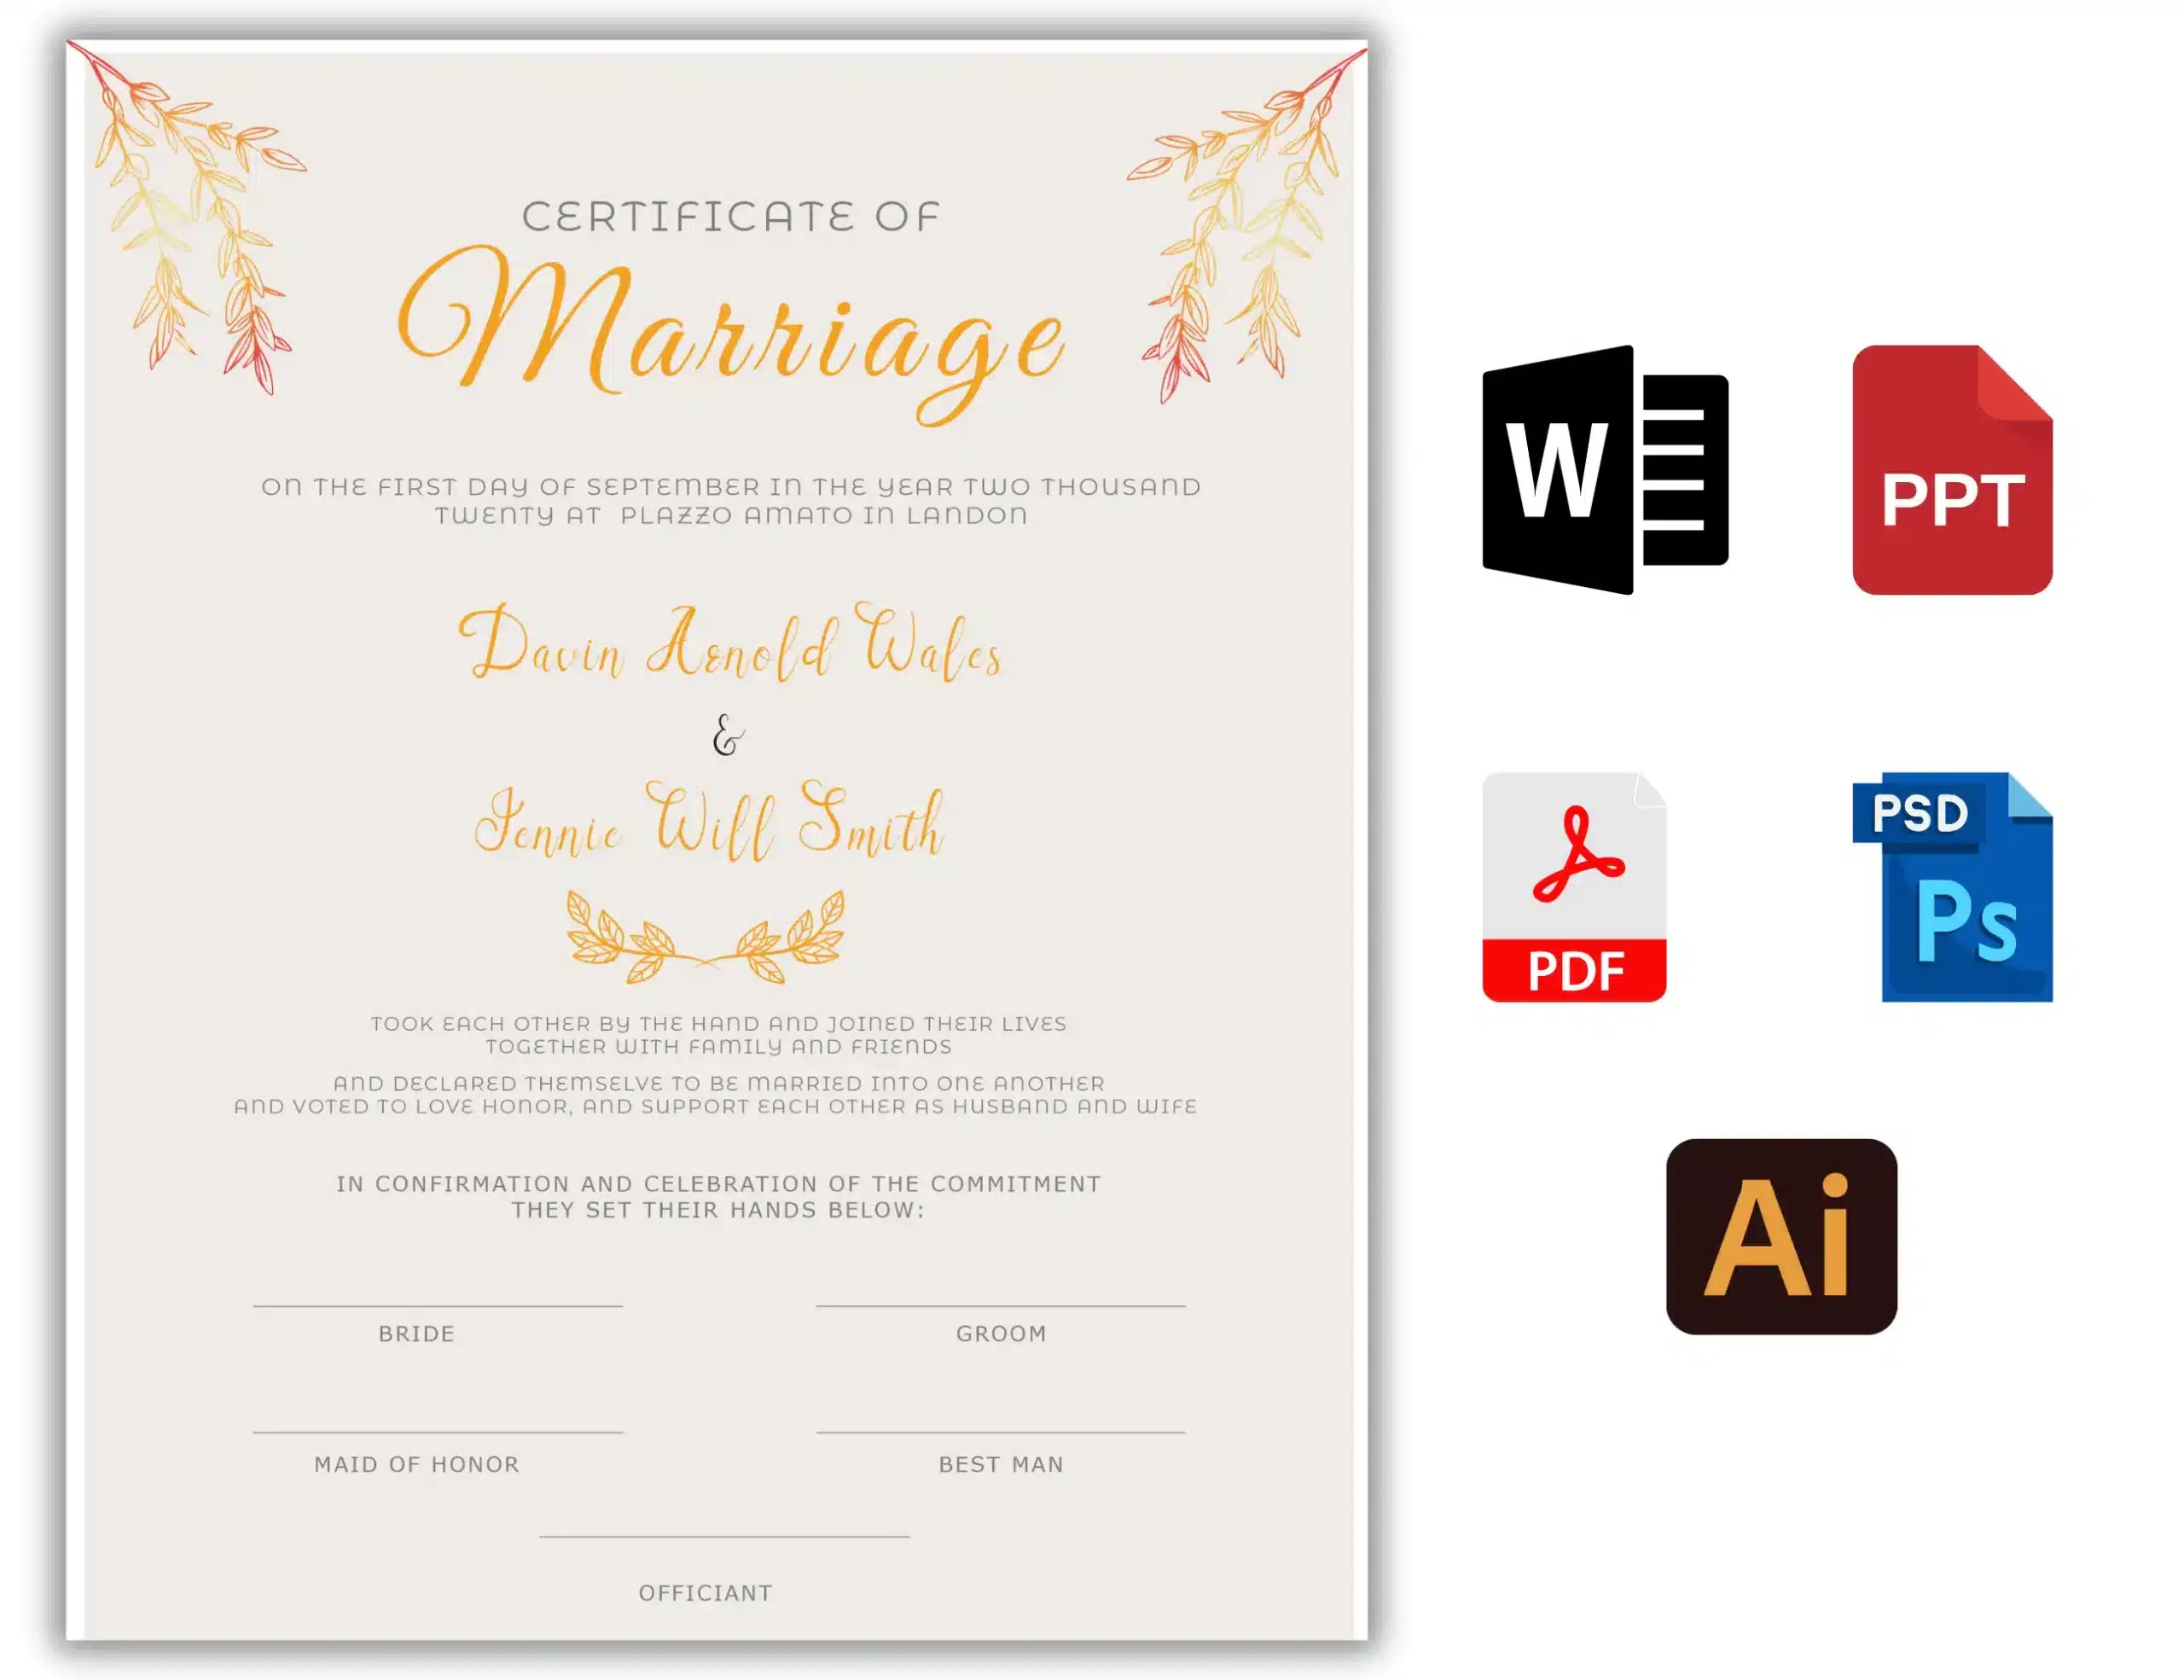 CERTIFICATE OF
Marriage
ON THE FIRST DAY OF SEPTEMBER IN THE YEAR TWO THOUSAND
TWENTY AT PLAZZO AMATO IN LANDON
Davin Arnold Wales
&
Jennie Will Smith
TOOK EACH OTHER BY THE HAND AND JOINED THEIR LIVES
TOGETHER WITH FAMILY AND FRIENDS
AND DECLARED THEMSELVE TO BE MARRIED INTO ONE ANOTHER
AND VOTED TO LOVE HONOR, AND SUPPORT EACH OTHER AS HUSBAND AND WIFE
IN CONFIRMATION AND CELEBRATION OF THE COMMITMENT
THEY SET THEIR HANDS BELOW:
BRIDE
GROOM
MAID OF HONOR
BEST MAN
OFFICIANT
W
PPT
PDF
PSD
Ps
Ai